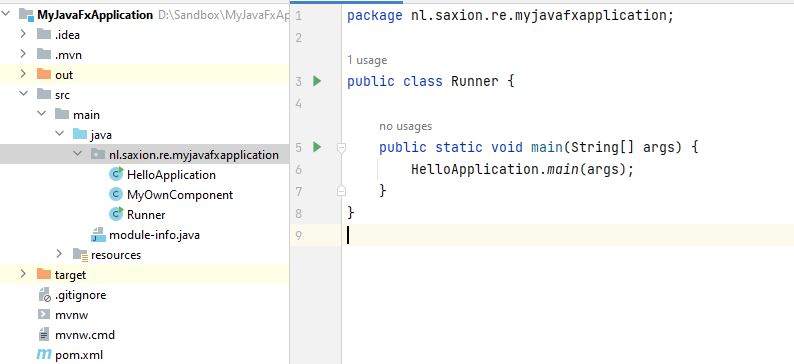 MyJavaFxApplication D:\Sandbox\MyJavaFxAp
.idea
.mvn
out
src
main
java
nl.saxion.re.myjavafxapplication
HelloApplication
MyOwnComponent
Runner
module-info.java
resources
target
.gitignore
mvnw
mvnw.cmd
pom.xml
1 package nl.saxion.re.myjavafxapplication;
2
1 usage
3 public class Runner {
4
no usages
5 public static void main(String[] args) {
6 HelloApplication.main(args);
7 }
8 }
9